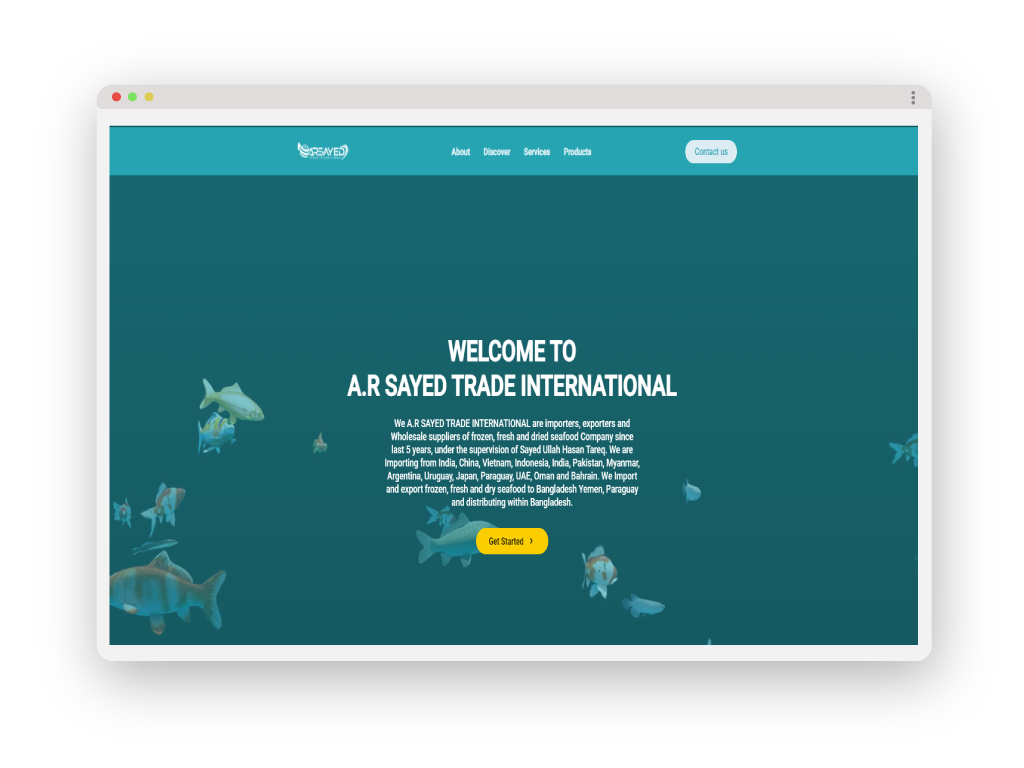 ARSAYED
About Discover Services Products Contact us
WELCOME TO
A.R SAYED TRADE INTERNATIONAL
We A.R SAYED TRADE INTERNATIONAL are importers, exporters and
Wholesale suppliers of frozen, fresh and dried seafood Company since
last 5 years, under the supervision of Sayed Ullah Hasan Tareq. We are
Importing from India, China, Vietnam, Indonesia, India, Pakistan, Myanmar,
Argentina, Uruguay, Japan, Paraguay, UAE, Oman and Bahrain. We Import
and export frozen, fresh and dry seafood to Bangladesh Yemen, Paraguay
and distributing within Bangladesh.
Get Started